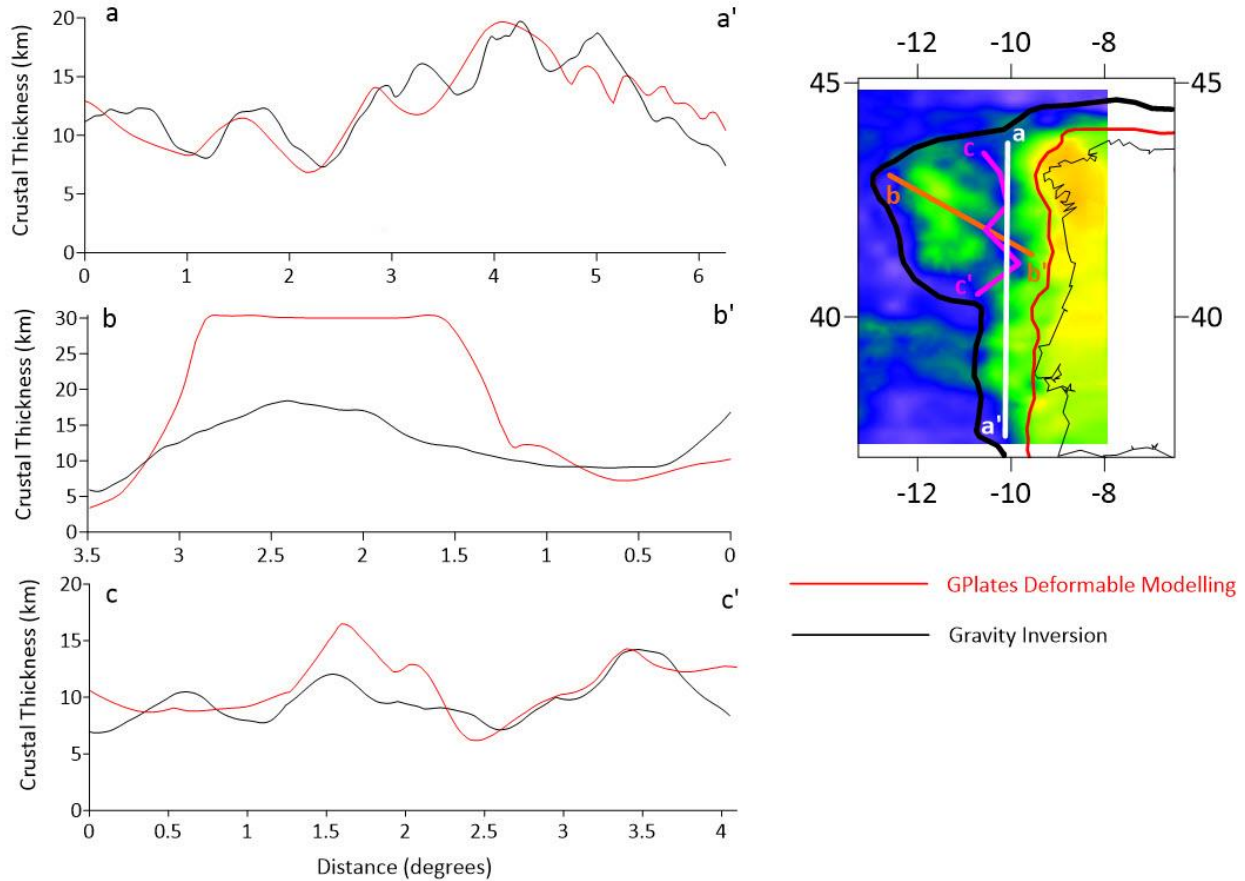 a a'
Crustal Thickness (km)
20
15
10
5
0
0 1 2 3 4 5 6
b b'
Crustal Thickness (km)
30
25
20
15
10
5
0
3.5 3 2.5 2 1.5 1 0.5 0
c c'
Crustal Thickness (km)
20
15
10
5
0
0 0.5 1 1.5 2 2.5 3 3.5 4
Distance (degrees)
-12 -10 -8
45 45
a
c
b
b'
c'
40 40
a'
-12 -10 -8
GPlates Deformable Modelling
Gravity Inversion